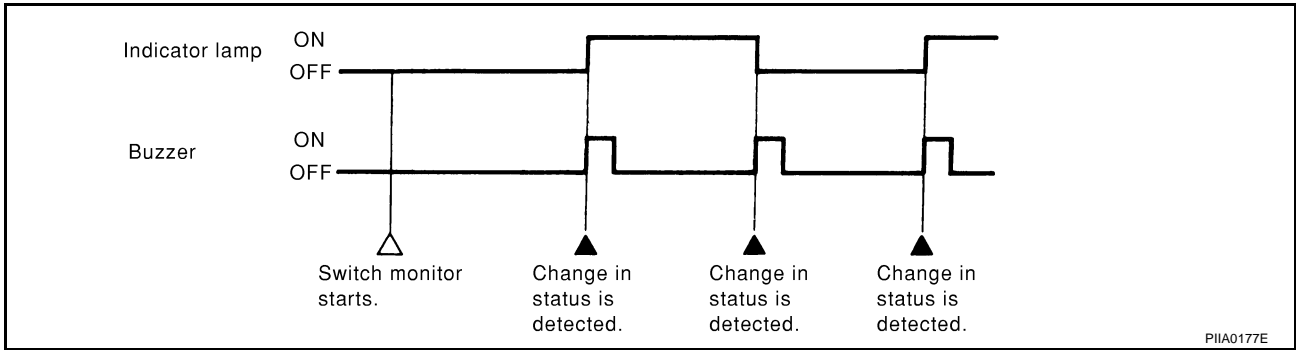 Indicator lamp
ON
OFF
Buzzer
ON
OFF
Switch monitor
starts.
Change in
status is
detected.
Change in
status is
detected.
Change in
status is
detected.
PIIA0177E